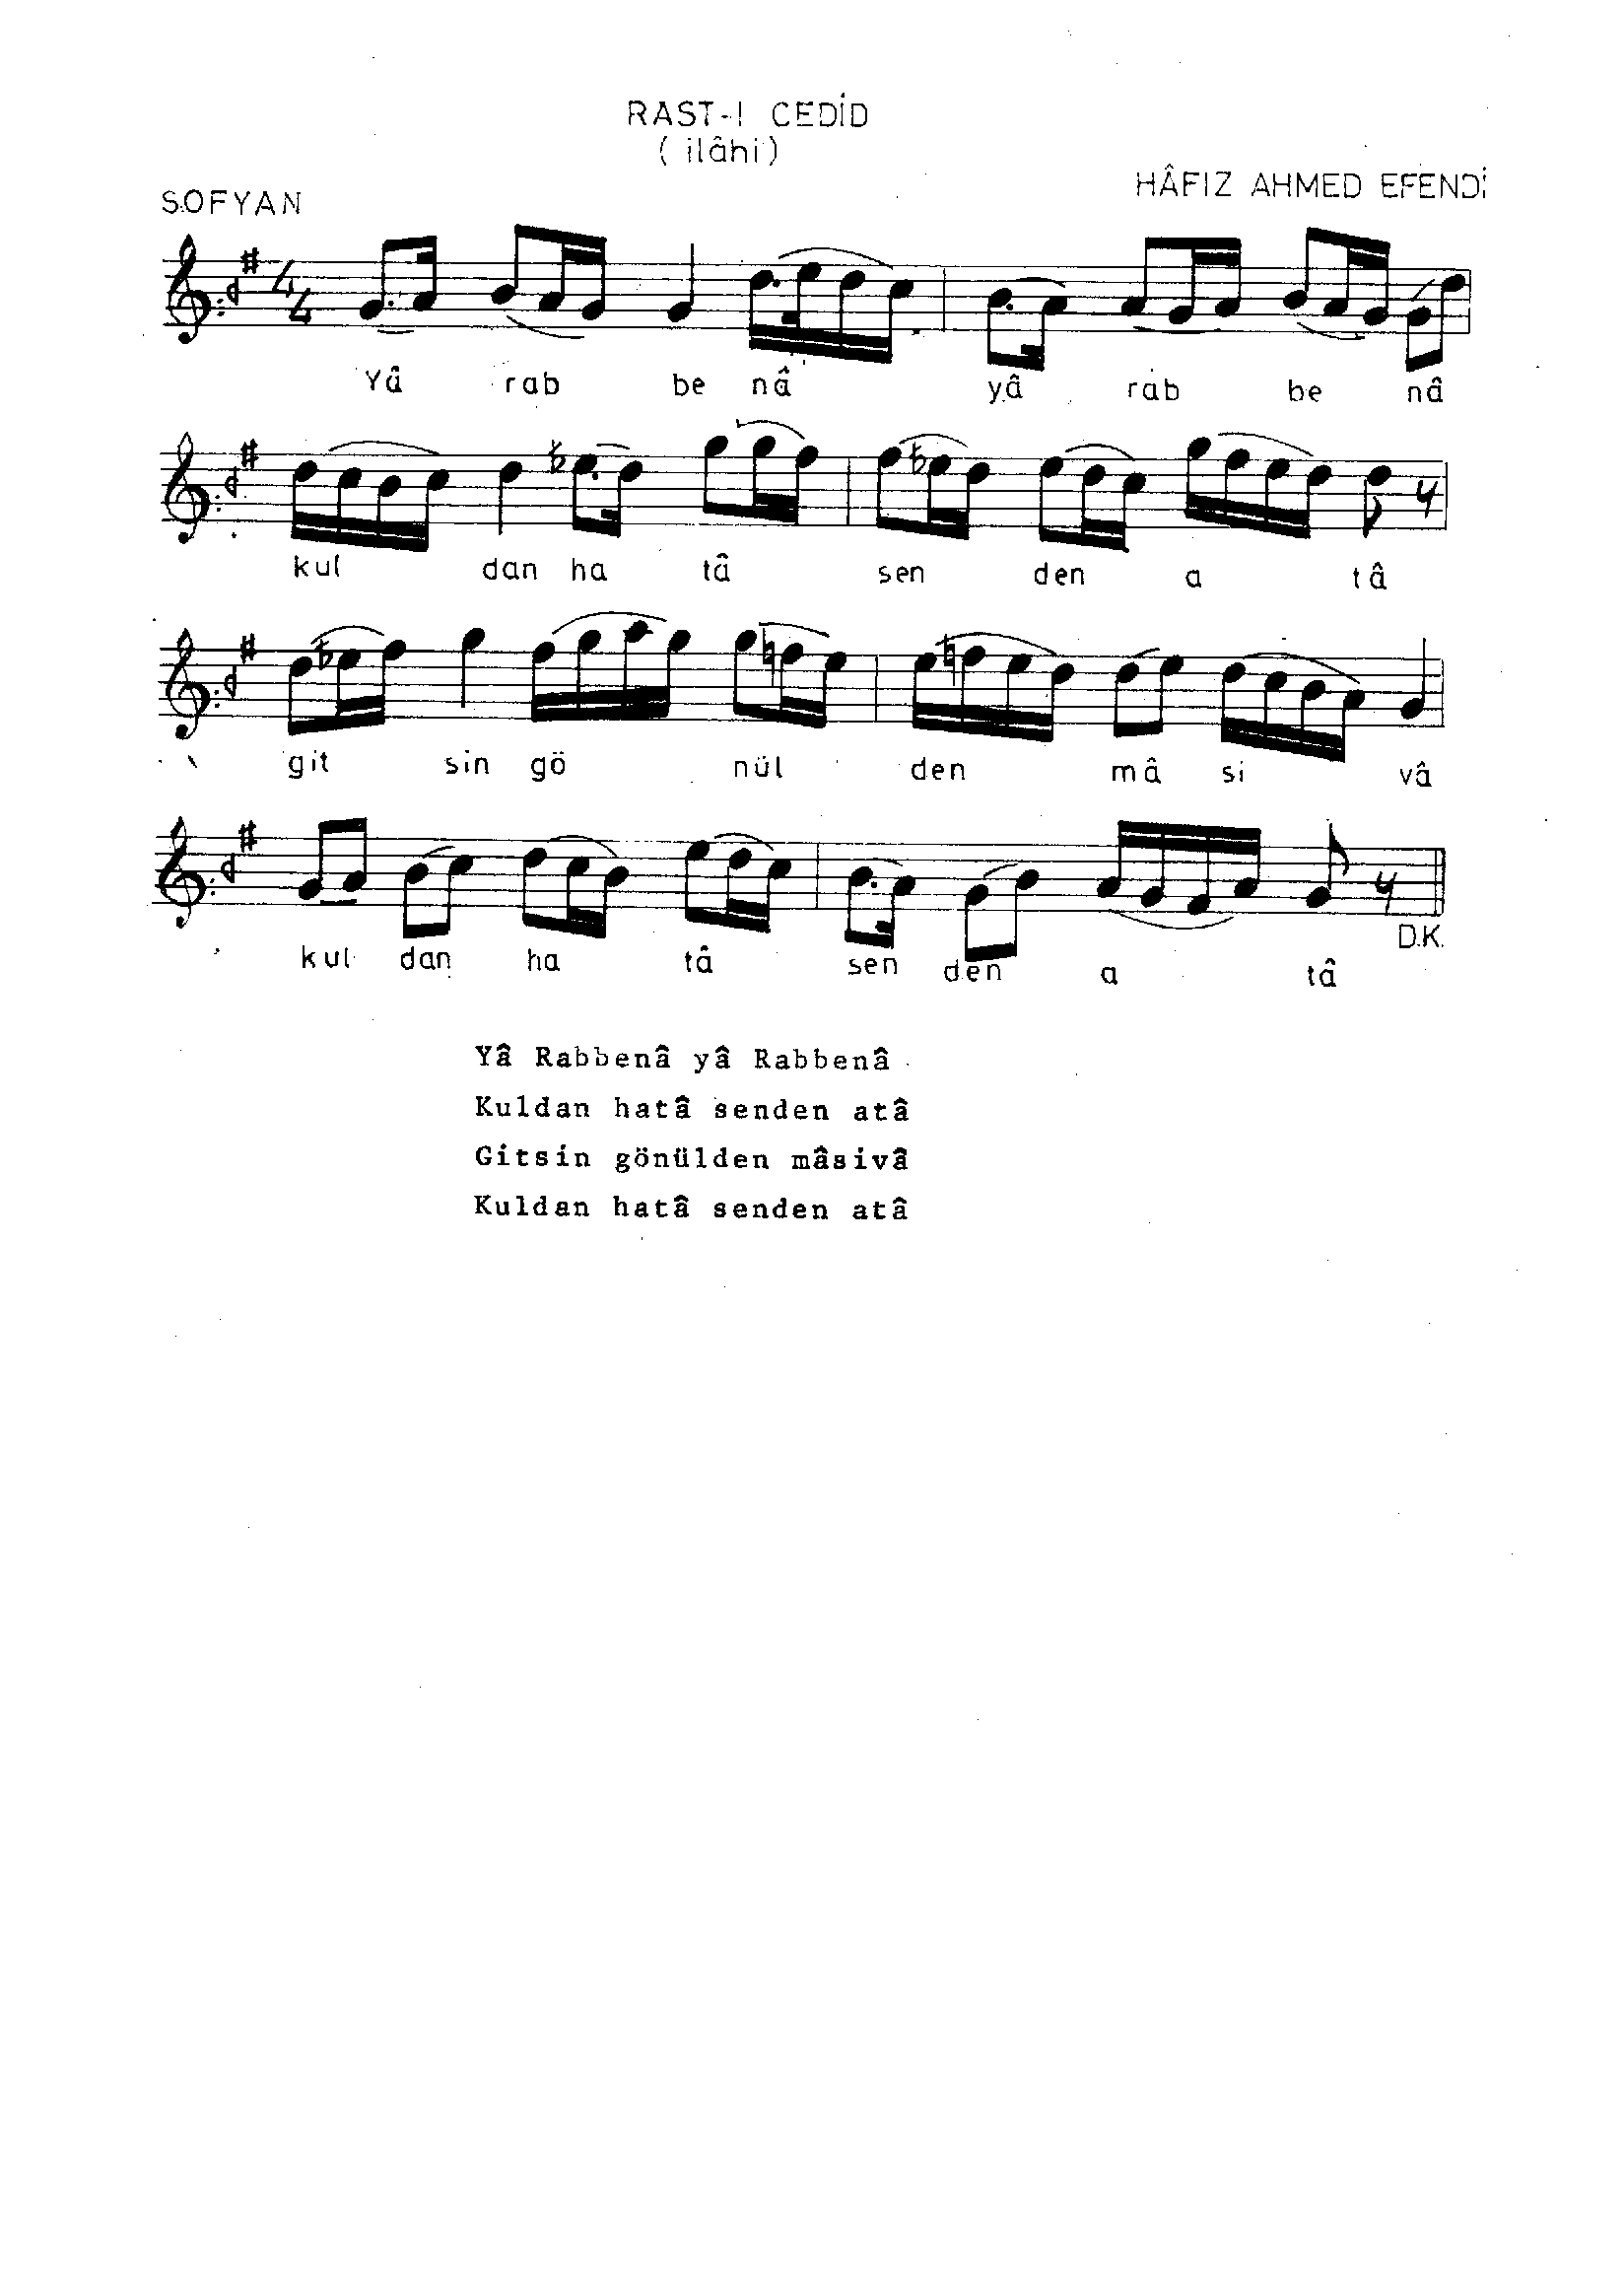 RAST-I CEDİD
( ilâhi )
HÂFIZ AHMED EFENDİ
SOFYAN
4
4
Yâ rab be nâ yâ rab be nâ
kul dan ha tâ sen den a tâ
git sin gö nül den mâ si vâ
D.K.
kul dan ha tâ sen den a tâ
Yâ Rabbenâ yâ Rabbenâ
Kuldan hatâ senden atâ
Gitsin gönülden mâsivâ
Kuldan hatâ senden atâ